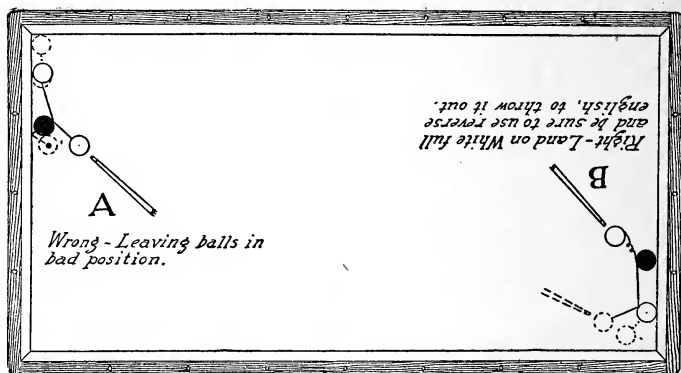 A
Wrong - Leaving balls in
bad position.
B
Right - Land on White full
and be sure to use reverse
english, to throw it out.